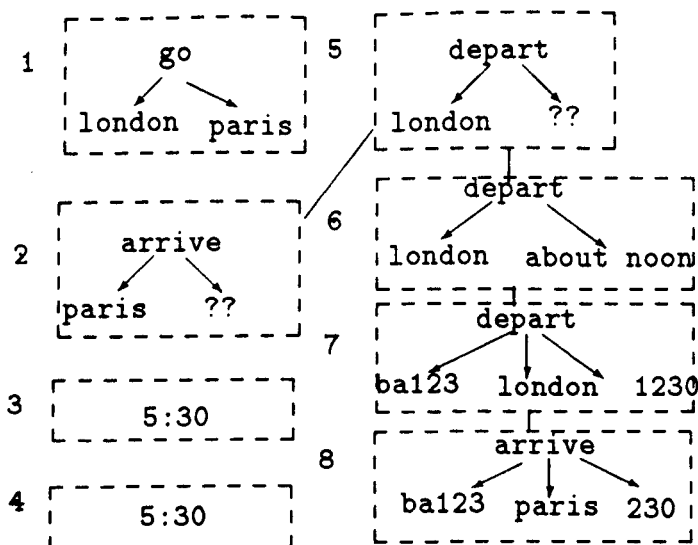 1
go
london paris
2
arrive
paris ??
3
5:30
4
5:30
5
depart
london ??
6
depart
london about noon
7
depart
ba123 london 1230
8
arrive
ba123 paris 230